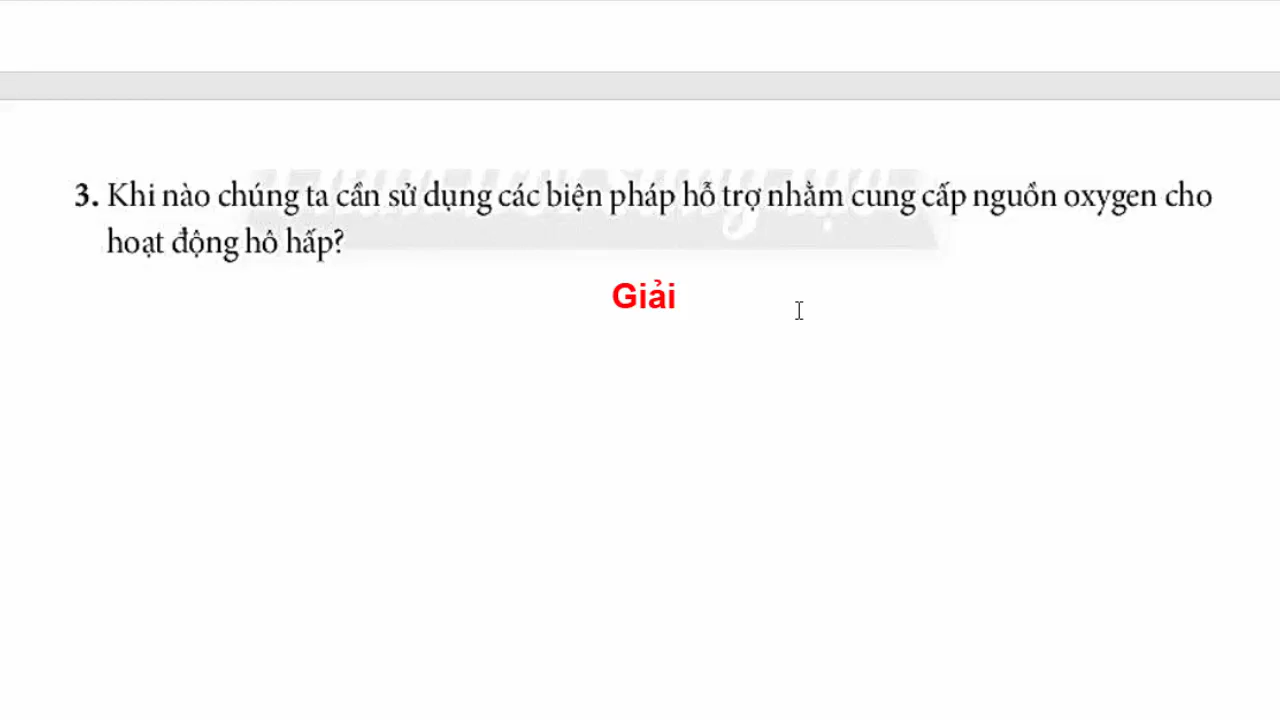 3. Khi nào chúng ta cần sử dụng các biện pháp hỗ trợ nhằm cung cấp nguồn oxygen cho
hoạt động hô hấp?
Giải